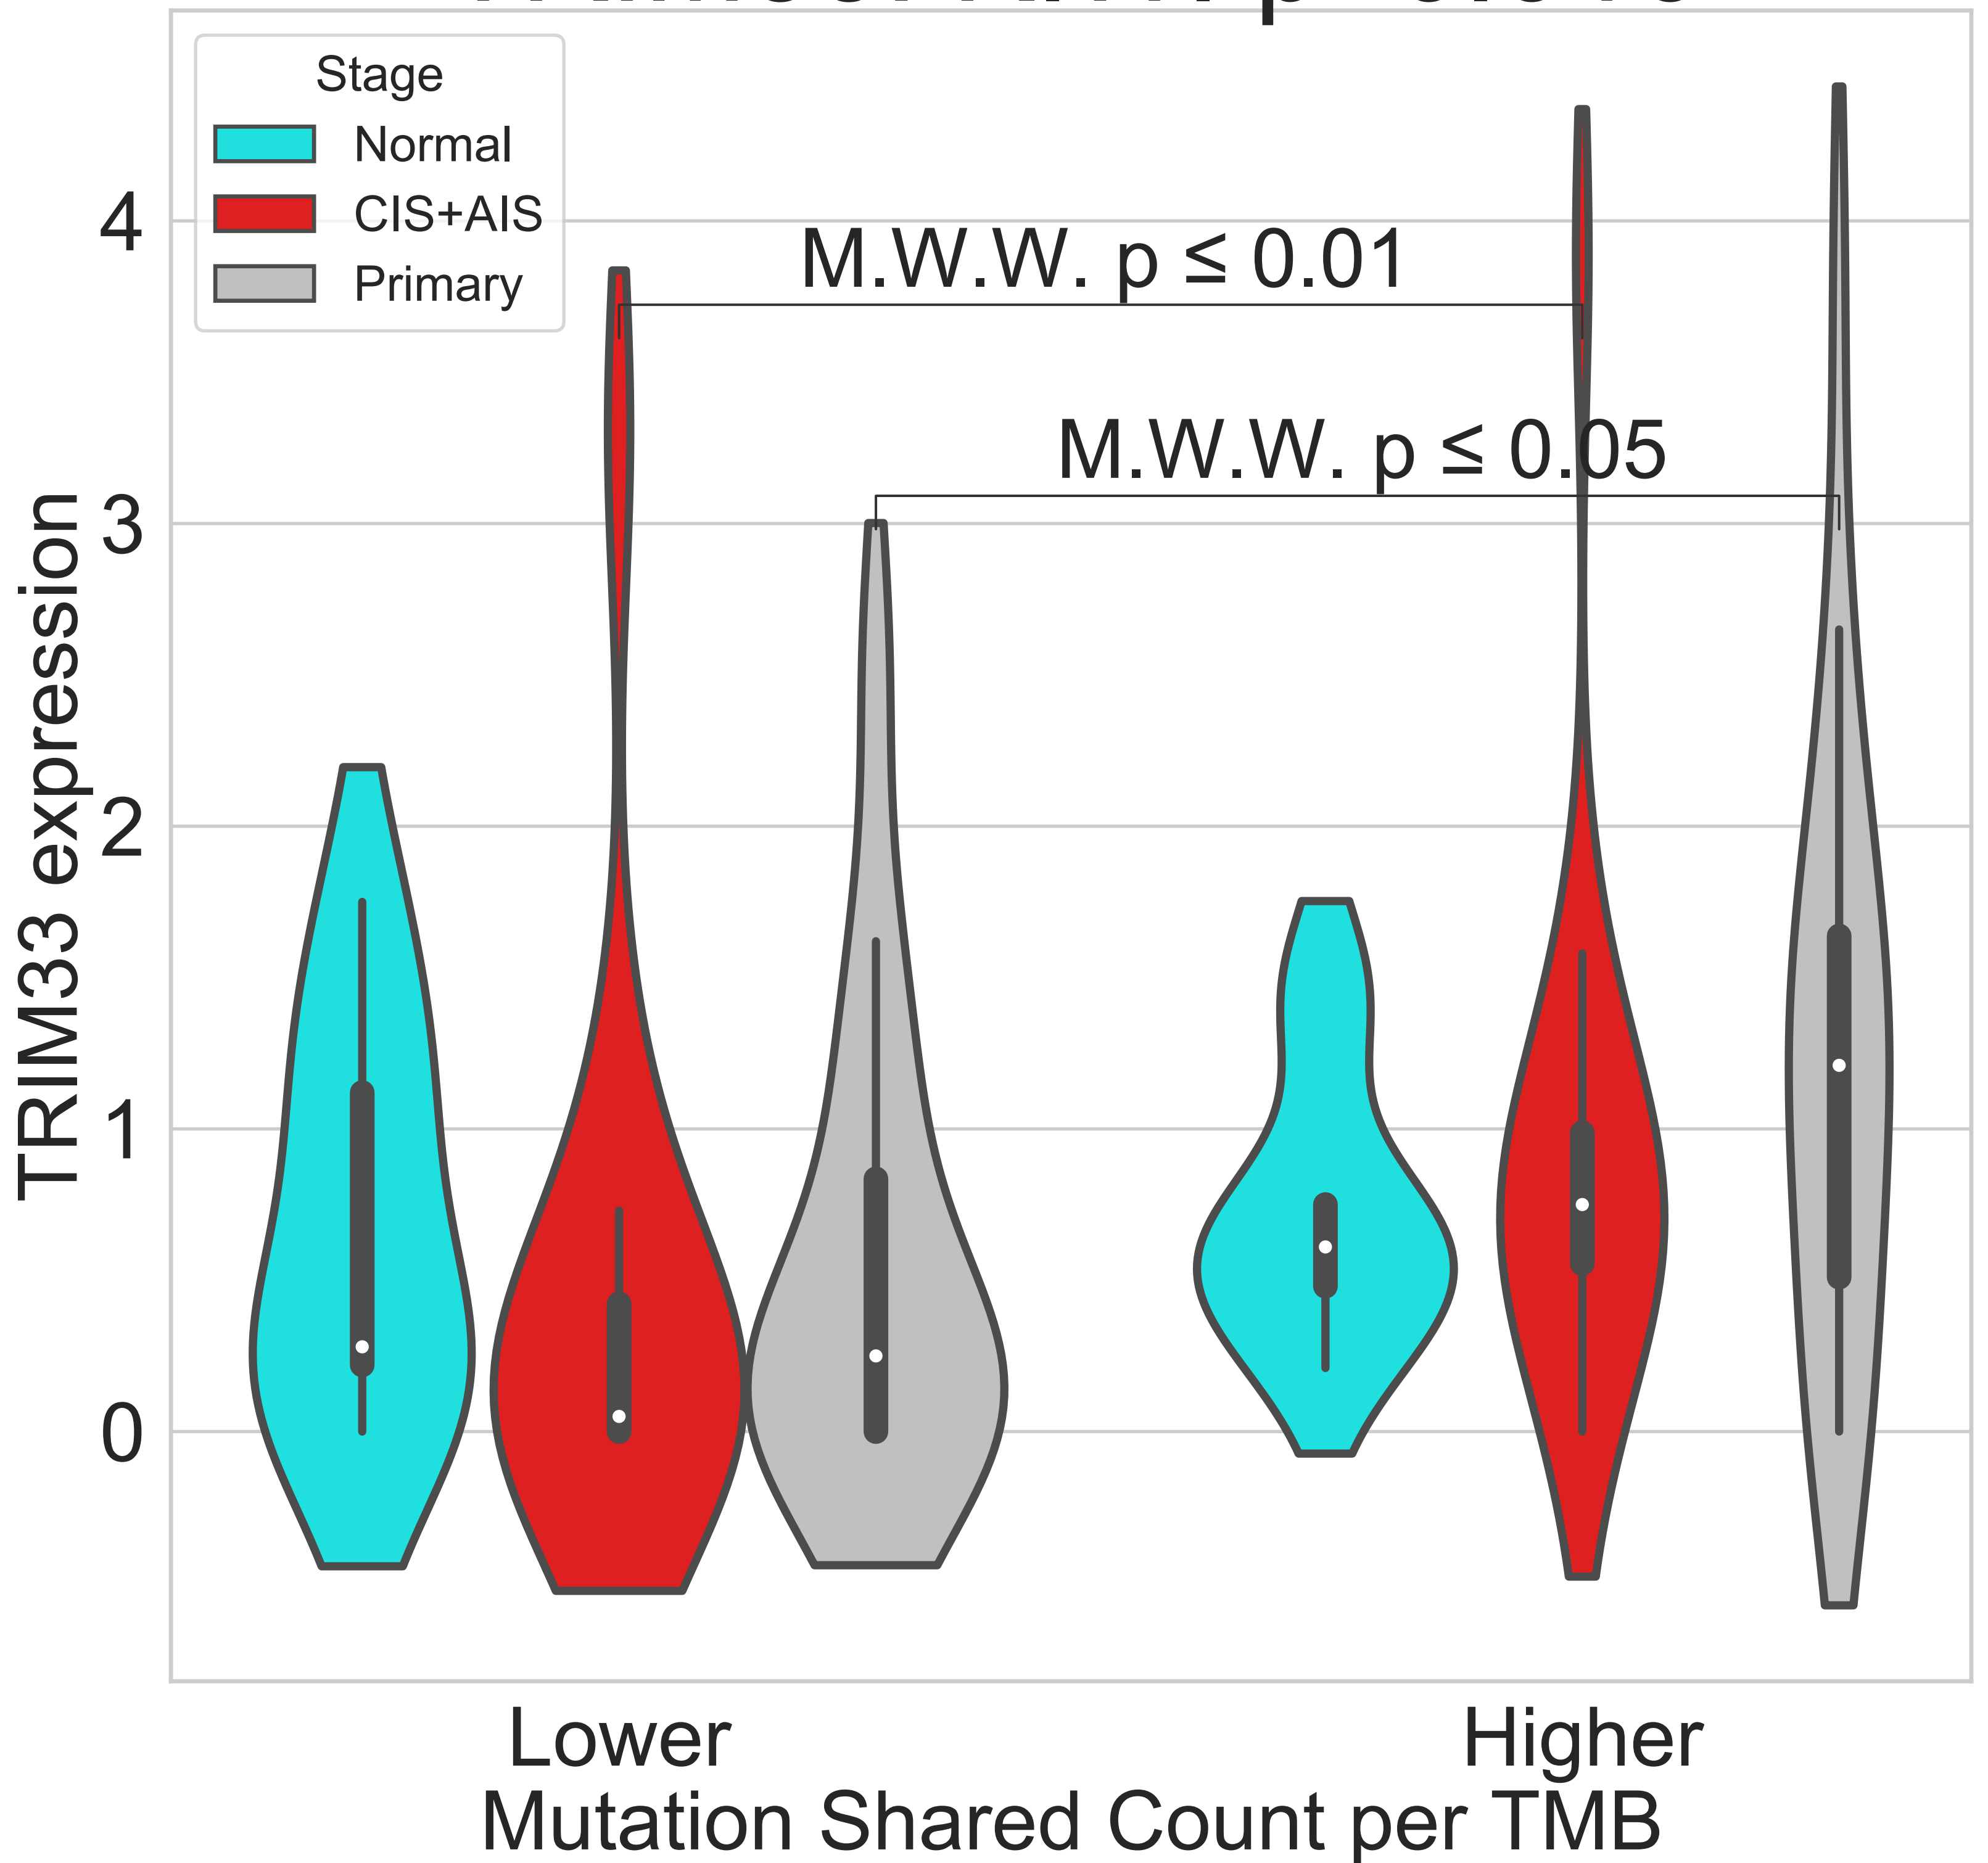 Stage
Normal
CIS+AIS
Primary
M.W.W. p ≤ 0.01
M.W.W. p ≤ 0.05
4
3
2
1
0
TRIM33 expression
Lower
Higher
Mutation Shared Count per TMB